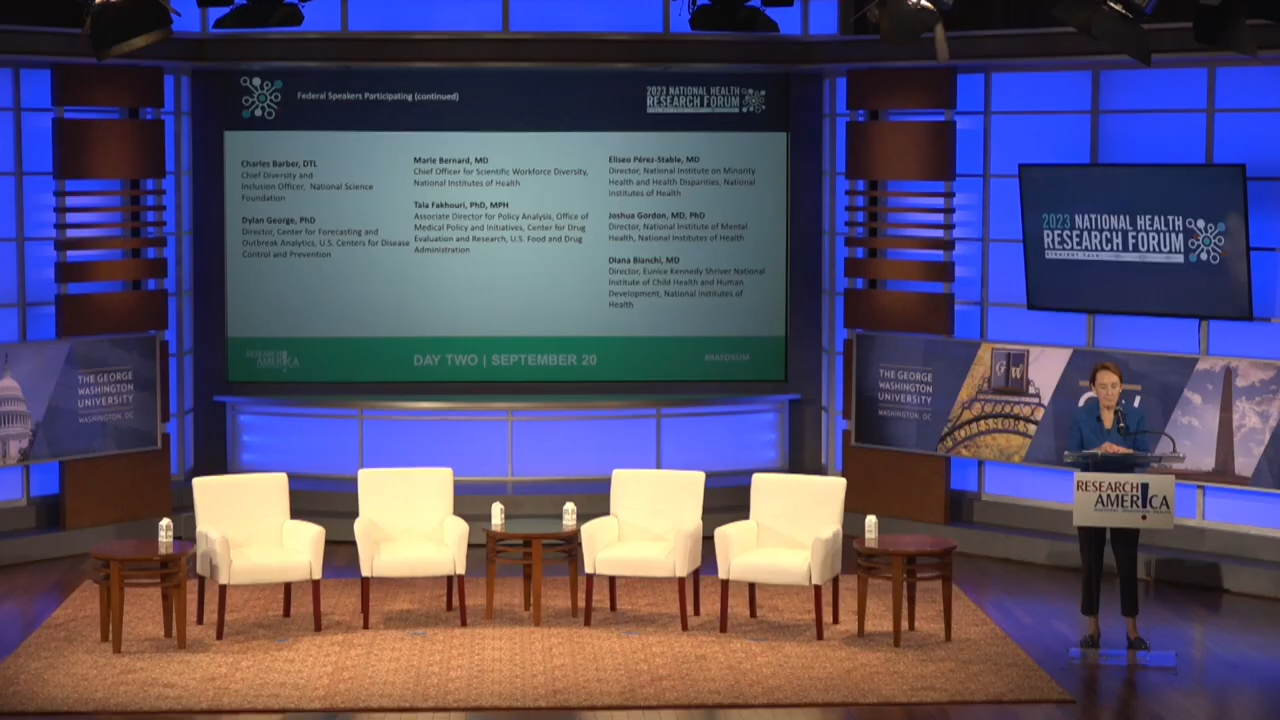 Federal Speakers Participating (continued)
2023 NATIONAL HEALTH
RESEARCH FORUM
Charles Barber, DTL
Chief Diversity and
Inclusion Officer, National Science
Foundation
Dylan George, PhD
Director, Center for Forecasting and
Outbreak Analytics, U.S. Centers for Disease
Control and Prevention
Marie Bernard, MD
Chief Officer for Scientific Workforce Diversity,
National Institutes of Health
Tala Fakhouri, PhD, MPH
Associate Director for Policy Analysis, Office of
Medical Policy and Initiatives, Center for Drug
Evaluation and Research, U.S. Food and Drug
Administration
Eliseo Pérez-Stable, MD
Director, National Institute on Minority
Health and Health Disparities, National
Institutes of Health
Joshua Gordon, MD, PhD
Director, National Institute of Mental
Health, National Institutes of Health
Diana Bianchi, MD
Director, Eunice Kennedy Shriver National
Institute of Child Health and Human
Development, National Institutes of
Health
RESEARCH
AMERICA
DAY TWO | SEPTEMBER 20
#RAFORUM
2023 NATIONAL HEALTH
RESEARCH FORUM
STRAIGHT TALK
THE GEORGE
WASHINGTON
UNIVERSITY
WASHINGTON, DC
THE GEORGE
WASHINGTON
UNIVERSITY
WASHINGTON, DC
GW
PROFESSORS
RESEARCH
AMERICA